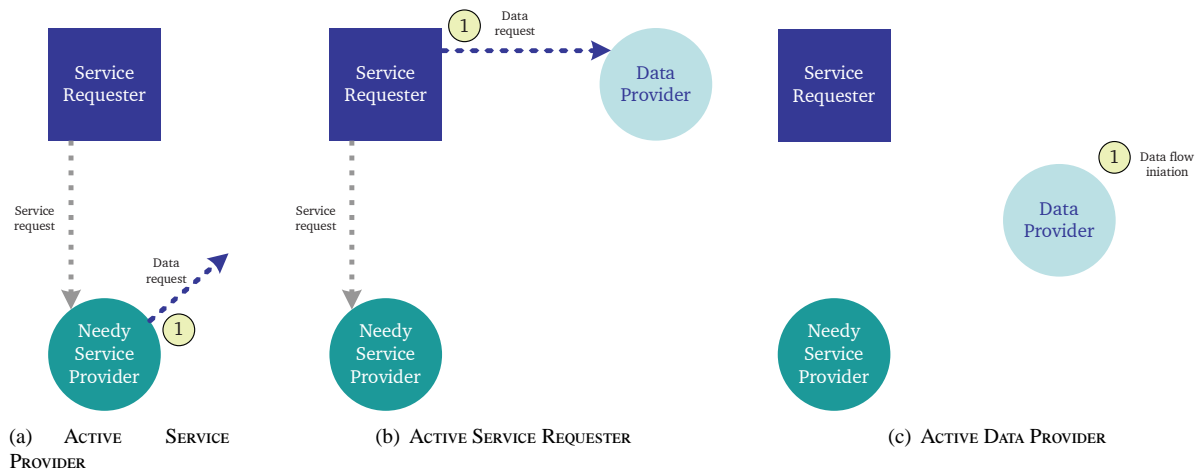 Service
Requester
Service
request
Data
request
1
Needy
Service
Provider
(a) ACTIVE SERVICE
PROVIDER
1
Data
request
Service
Requester
Data
Provider
Service
request
Needy
Service
Provider
(b) ACTIVE SERVICE REQUESTER
Service
Requester
1
Data flow
iniation
Data
Provider
Needy
Service
Provider
(c) ACTIVE DATA PROVIDER